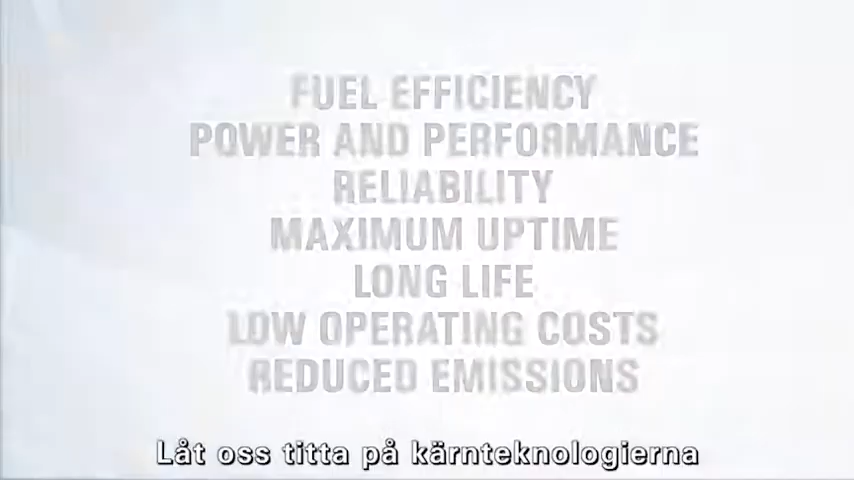 FUEL EFFICIENCY
POWER AND PERFORMANCE
RELIABILITY
MAXIMUM UPTIME
LONG LIFE
LOW OPERATING COSTS
REDUCED EMISSIONS
Låt oss titta på kärnteknologierna